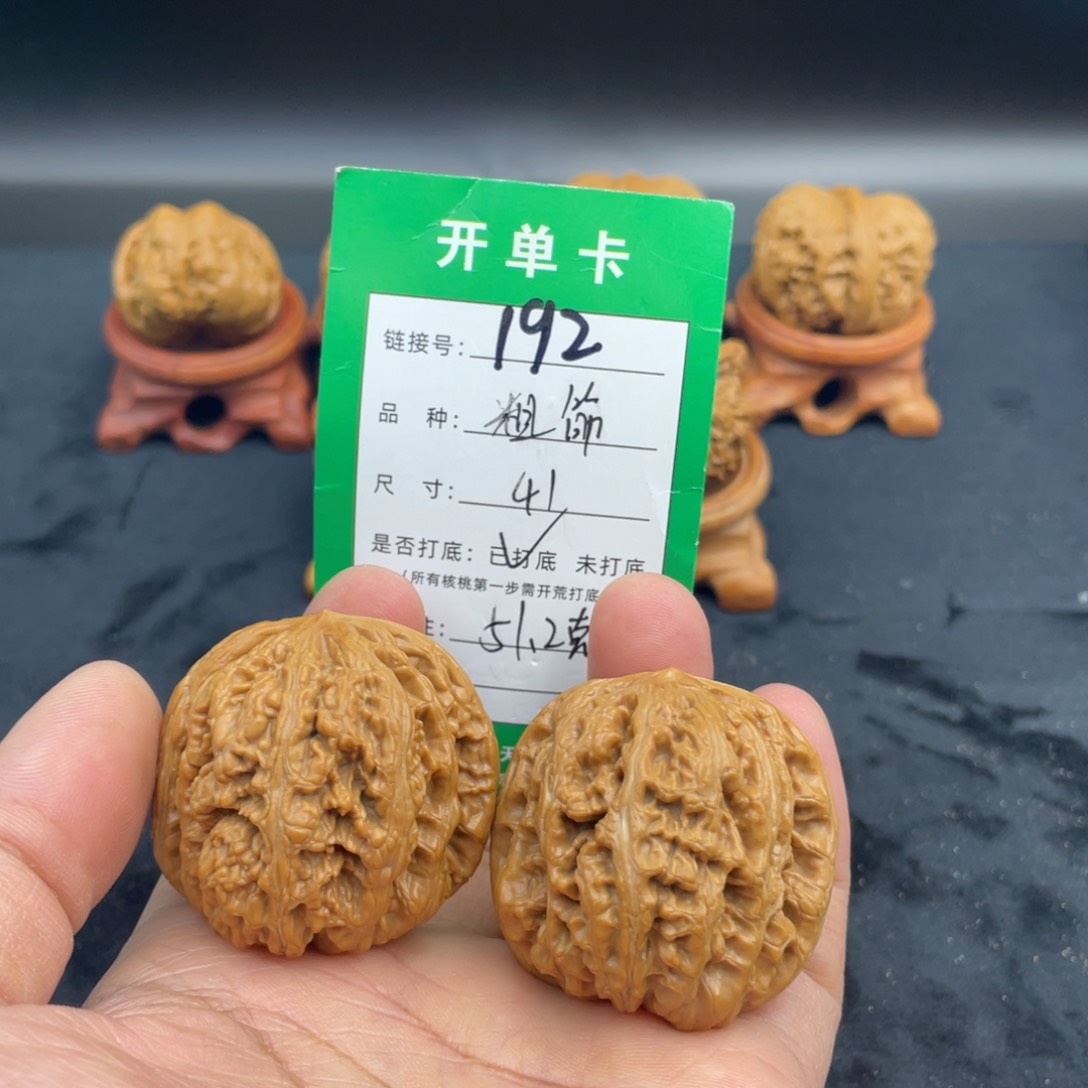 开单卡
链接号: 192
品 种: 粗筋
尺 寸: 41
是否打底: 已打底 ✓ 未打底
(所有核桃第一步需开荒打底
51.2克